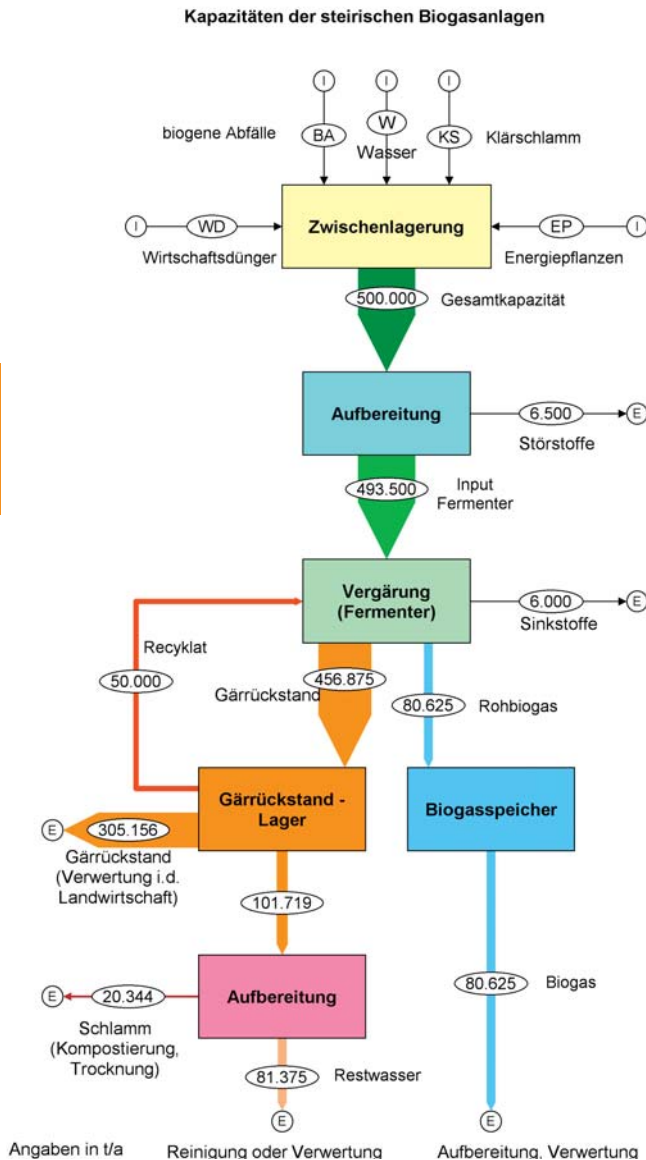 Kapazitäten der steirischen Biogasanlagen
I I I
biogene Abfälle BA W KS Klärschlamm
Wasser
I WD Zwischenlagerung EP I
Wirtschaftsdünger Energiepflanzen
500.000 Gesamtkapazität
Aufbereitung 6.500 E
Störstoffe
493.500 Input
Fermenter
Vergärung
(Fermenter) 6.000 E
Sinkstoffe
Recyklat
50.000 Gärrückstand 456.875
80.625 Rohbiogas
Gärrückstand -
Lager
Biogasspeicher
E 305.156
Gärrückstand
(Verwertung i.d.
Landwirtschaft)
101.719
Aufbereitung
E 20.344
Schlamm
(Kompostierung,
Trocknung)
80.625 Biogas
81.375 Restwasser
E E
Angaben in t/a Reinigung oder Verwertung Aufbereitung, Verwertung